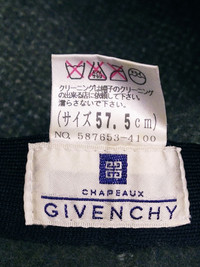 クリーニングは帽子のクリーニング
の出来る店に依頼して下さい。
濡らさないで下さい。
(サイズ57.5cm)
NO. 587653-4100
CHAPEAUX
GIVENCHY